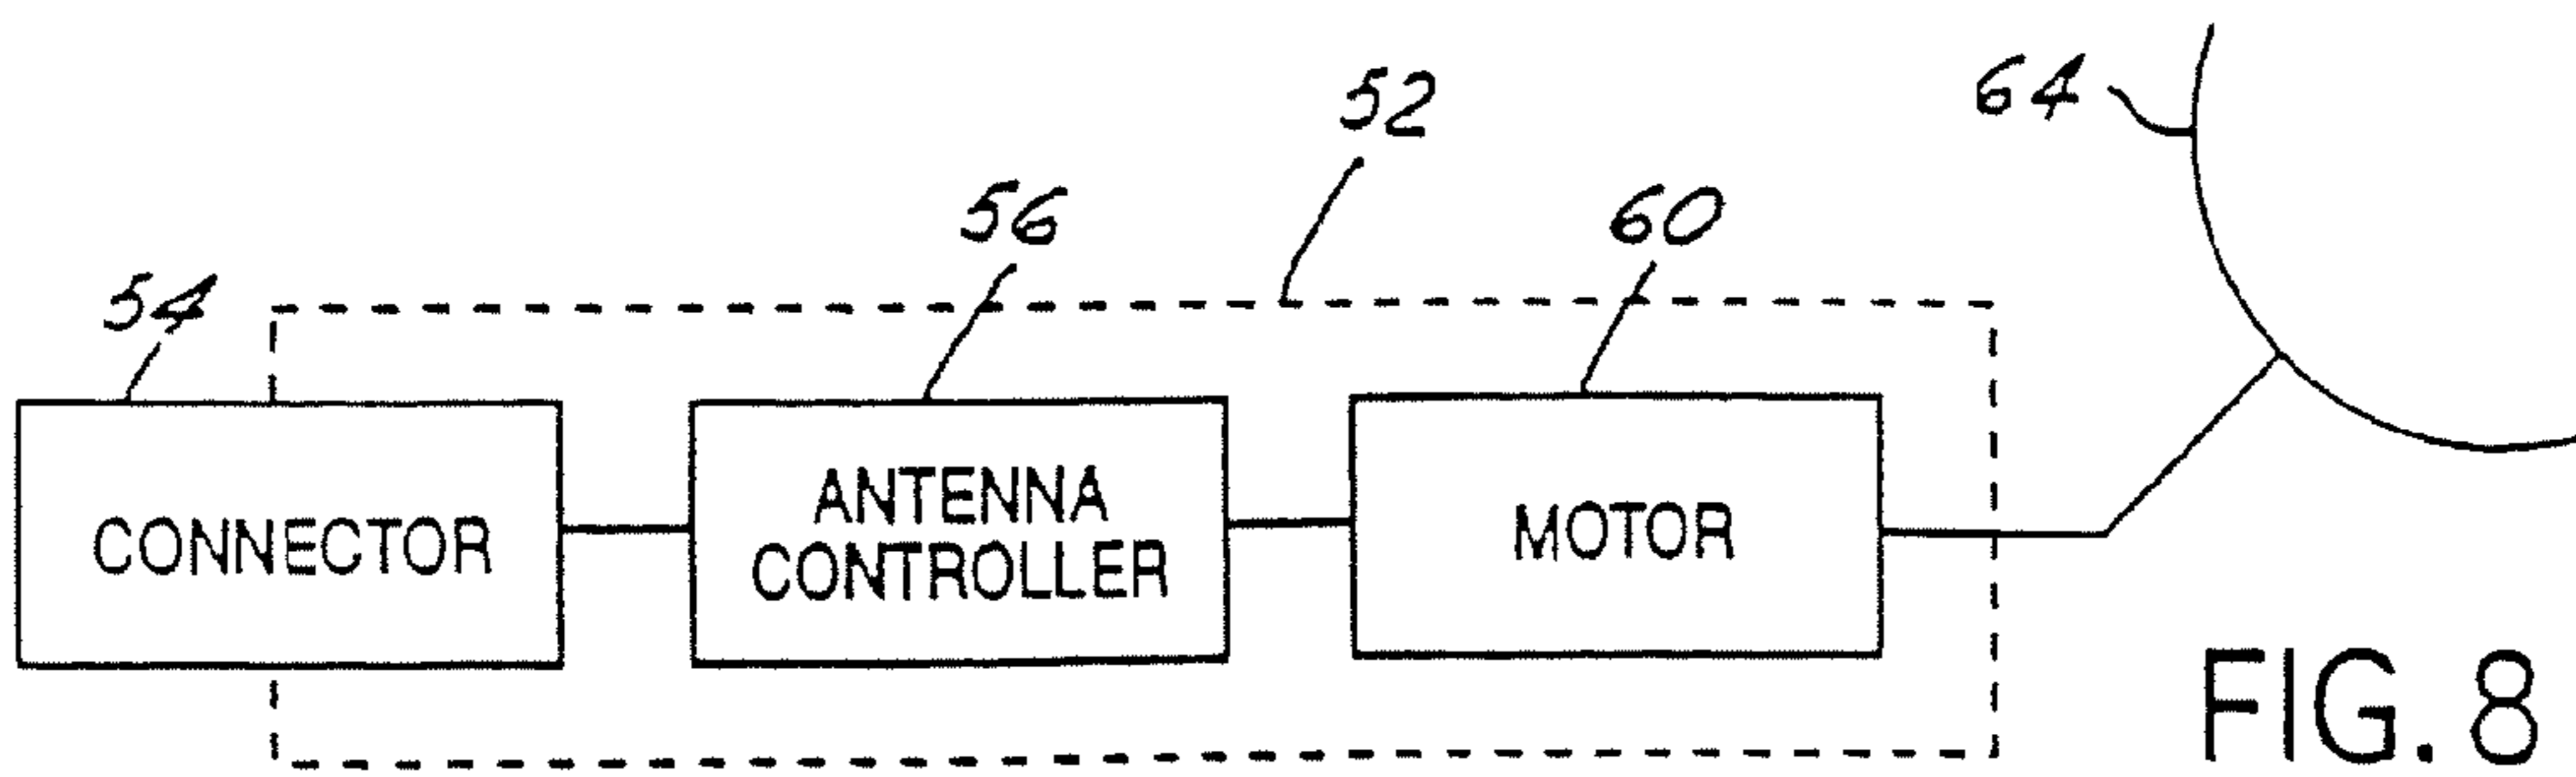 52
64
56
60
54
CONNECTOR
ANTENNA
CONTROLLER
MOTOR
FIG. 8